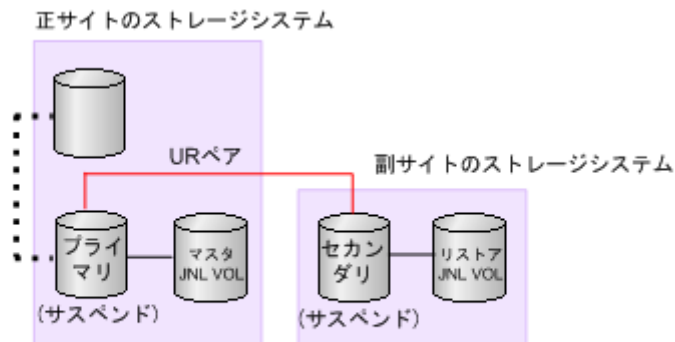 正サイトのストレージシステム
URペア
副サイトのストレージシステム
プライ
マリ
マスタ
JNL VOL
セカン
ダリ
リストア
JNL VOL
(サスペンド)
(サスペンド)